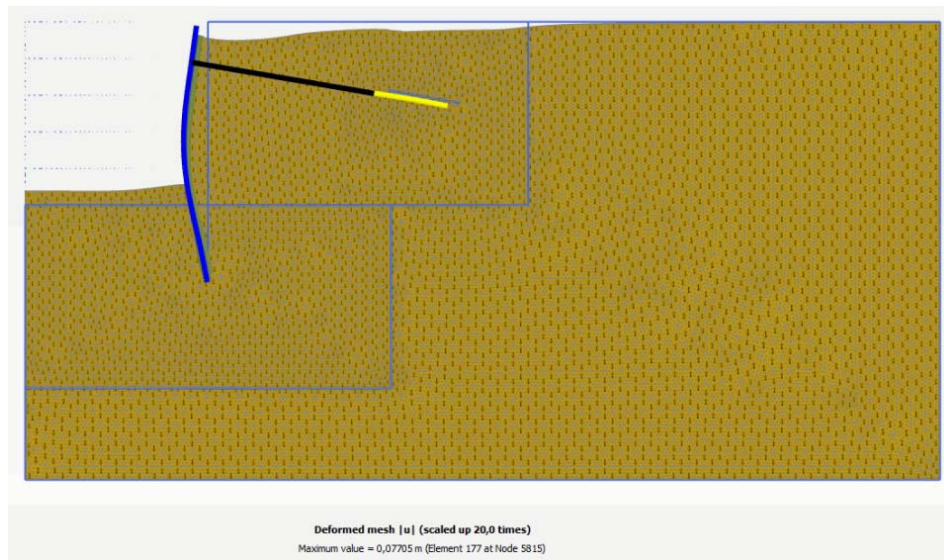 Deformed mesh |u| (scaled up 20,0 times)
Maximum value = 0,07705 m (Element 177 at Node 5815)